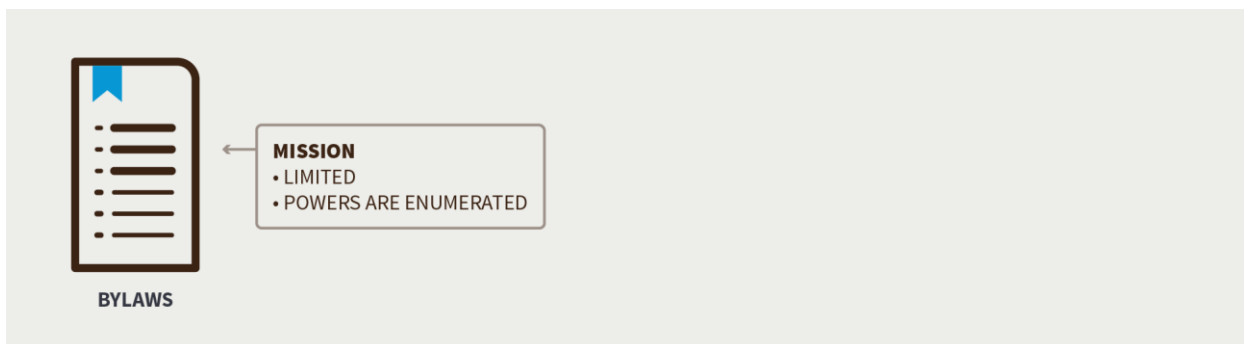 MISSION
• LIMITED
• POWERS ARE ENUMERATED
BYLAWS